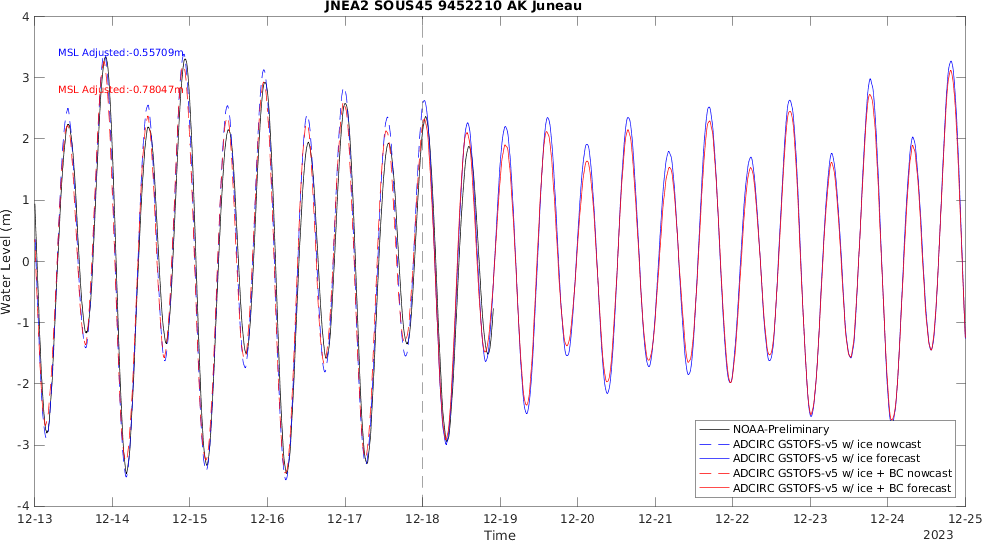 JNEA2 SOUS45 9452210 AK Juneau
MSL Adjusted:-0.55709m
MSL Adjusted:-0.78047m
Water Level (m)
4
3
2
1
0
-1
-2
-3
-4
NOAA-Preliminary
ADCIRC GSTOFS-v5 w/ ice nowcast
ADCIRC GSTOFS-v5 w/ ice forecast
ADCIRC GSTOFS-v5 w/ ice + BC nowcast
ADCIRC GSTOFS-v5 w/ ice + BC forecast
12-13 12-14 12-15 12-16 12-17 12-18 12-19 12-20 12-21 12-22 12-23 12-24 12-25
Time
2023